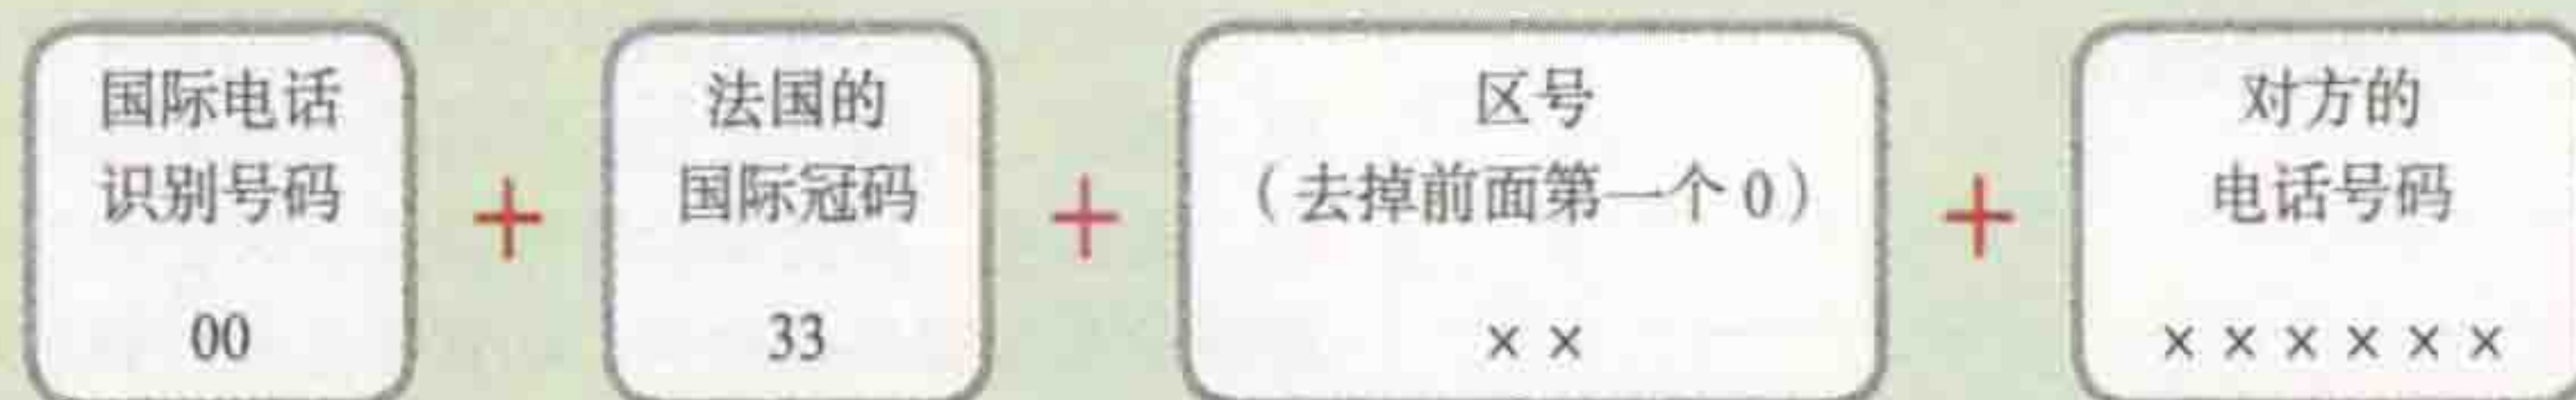 国际电话
识别号码
00
+
法国的
国际冠码
33
+
区号
（去掉前面第一个0）
× ×
+
对方的
电话号码
× × × × × ×